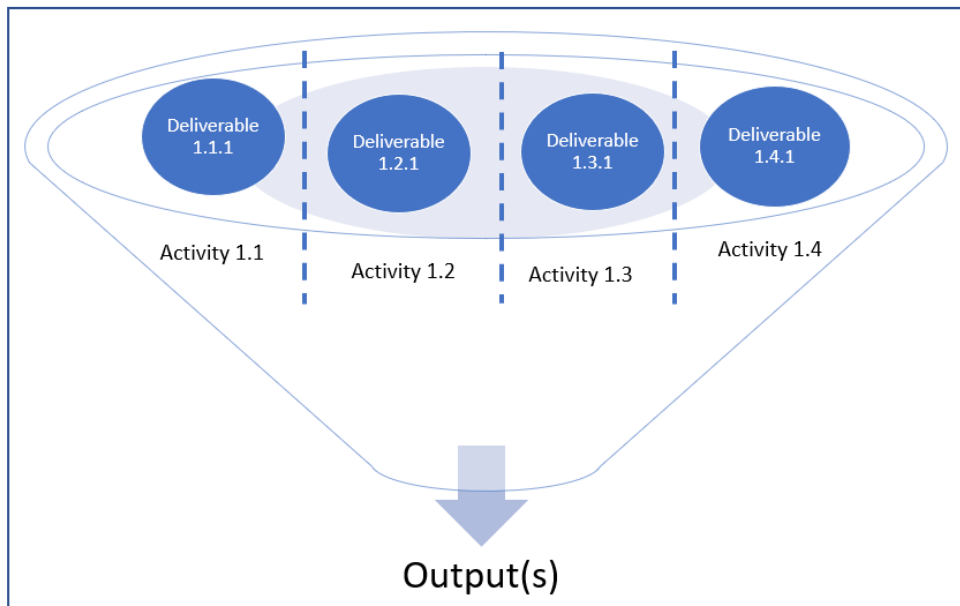 Deliverable
1.1.1
Deliverable
1.2.1
Deliverable
1.3.1
Deliverable
1.4.1
Activity 1.1
Activity 1.2
Activity 1.3
Activity 1.4
Output(s)